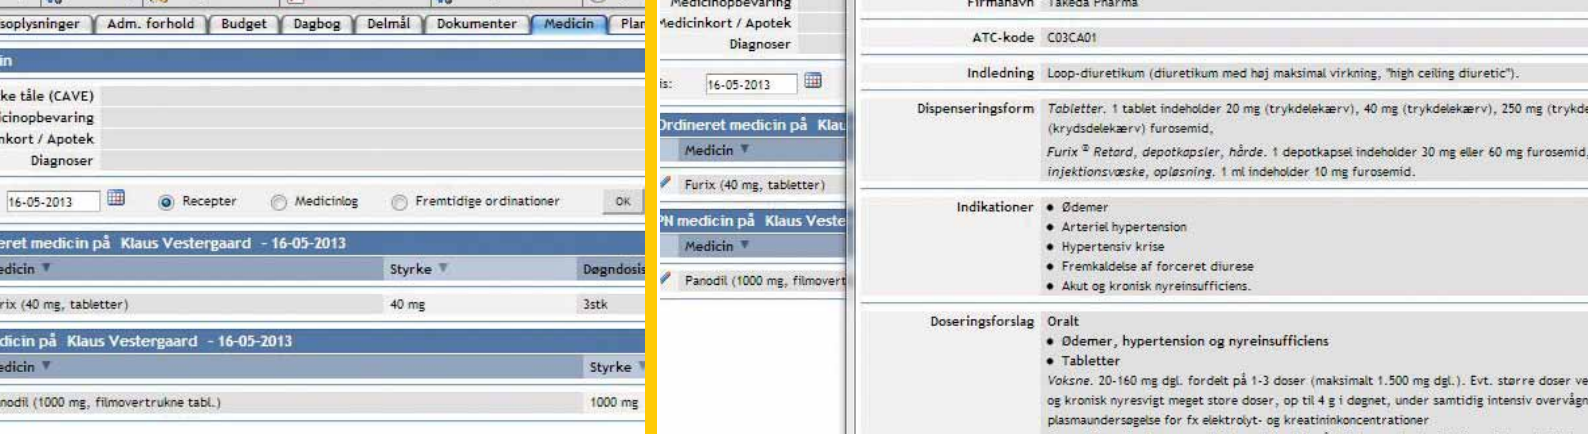 soplysninger Adm. forhold Budget Dagbog Delmål Dokumenter Medicin Plan
in
ke tåle (CAVE)
icinopbevaring
nkort / Apotek
Diagnoser
16-05-2013 Recepter Medicinlog Fremtidige ordinationer OK
eret medicin på Klaus Vestergaard - 16-05-2013
edicin Styrke Døgndosis
rix (40 mg, tabletter) 40 mg 3stk
dicin på Klaus Vestergaard - 16-05-2013
edicin Styrke
nodil (1000 mg, filmovertrukne tabl.) 1000 mg
Medicinopbevaring
Medicinkort / Apotek
Diagnoser
is: 16-05-2013
Ordineret medicin på Klau
Medicin
Furix (40 mg, tabletter)
PN medicin på Klaus Veste
Medicin
Panodil (1000 mg, filmovert
Firmanavn Takeda Pharma
ATC-kode C03CA01
Indledning Loop-diuretikum (diuretikum med høj maksimal virkning, "high ceiling diuretic").
Dispenseringsform Tabletter. 1 tablet indeholder 20 mg (trykdelekærv), 40 mg (trykdelekærv), 250 mg (trykde
(krydsdelekærv) furosemid,
Furix ® Retard, depotkapsler, hårde. 1 depotkapsel indeholder 30 mg eller 60 mg furosemid,
injektionsvæske, opløsning. 1 ml indeholder 10 mg furosemid.
Indikationer • Ødemer
• Arteriel hypertension
• Hypertensiv krise
• Fremkaldelse af forceret diurese
• Akut og kronisk nyreinsufficiens.
Doseringsforslag Oralt
• Ødemer, hypertension og nyreinsufficiens
• Tabletter
Voksne. 20-160 mg dgl. fordelt på 1-3 doser (maksimalt 1.500 mg dgl.). Evt. større doser ve
og kronisk nyresvigt meget store doser, op til 4 g i døgnet, under samtidig intensiv overvågn
plasmaundersøgelse for fx elektrolyt- og kreatininkoncentrationer